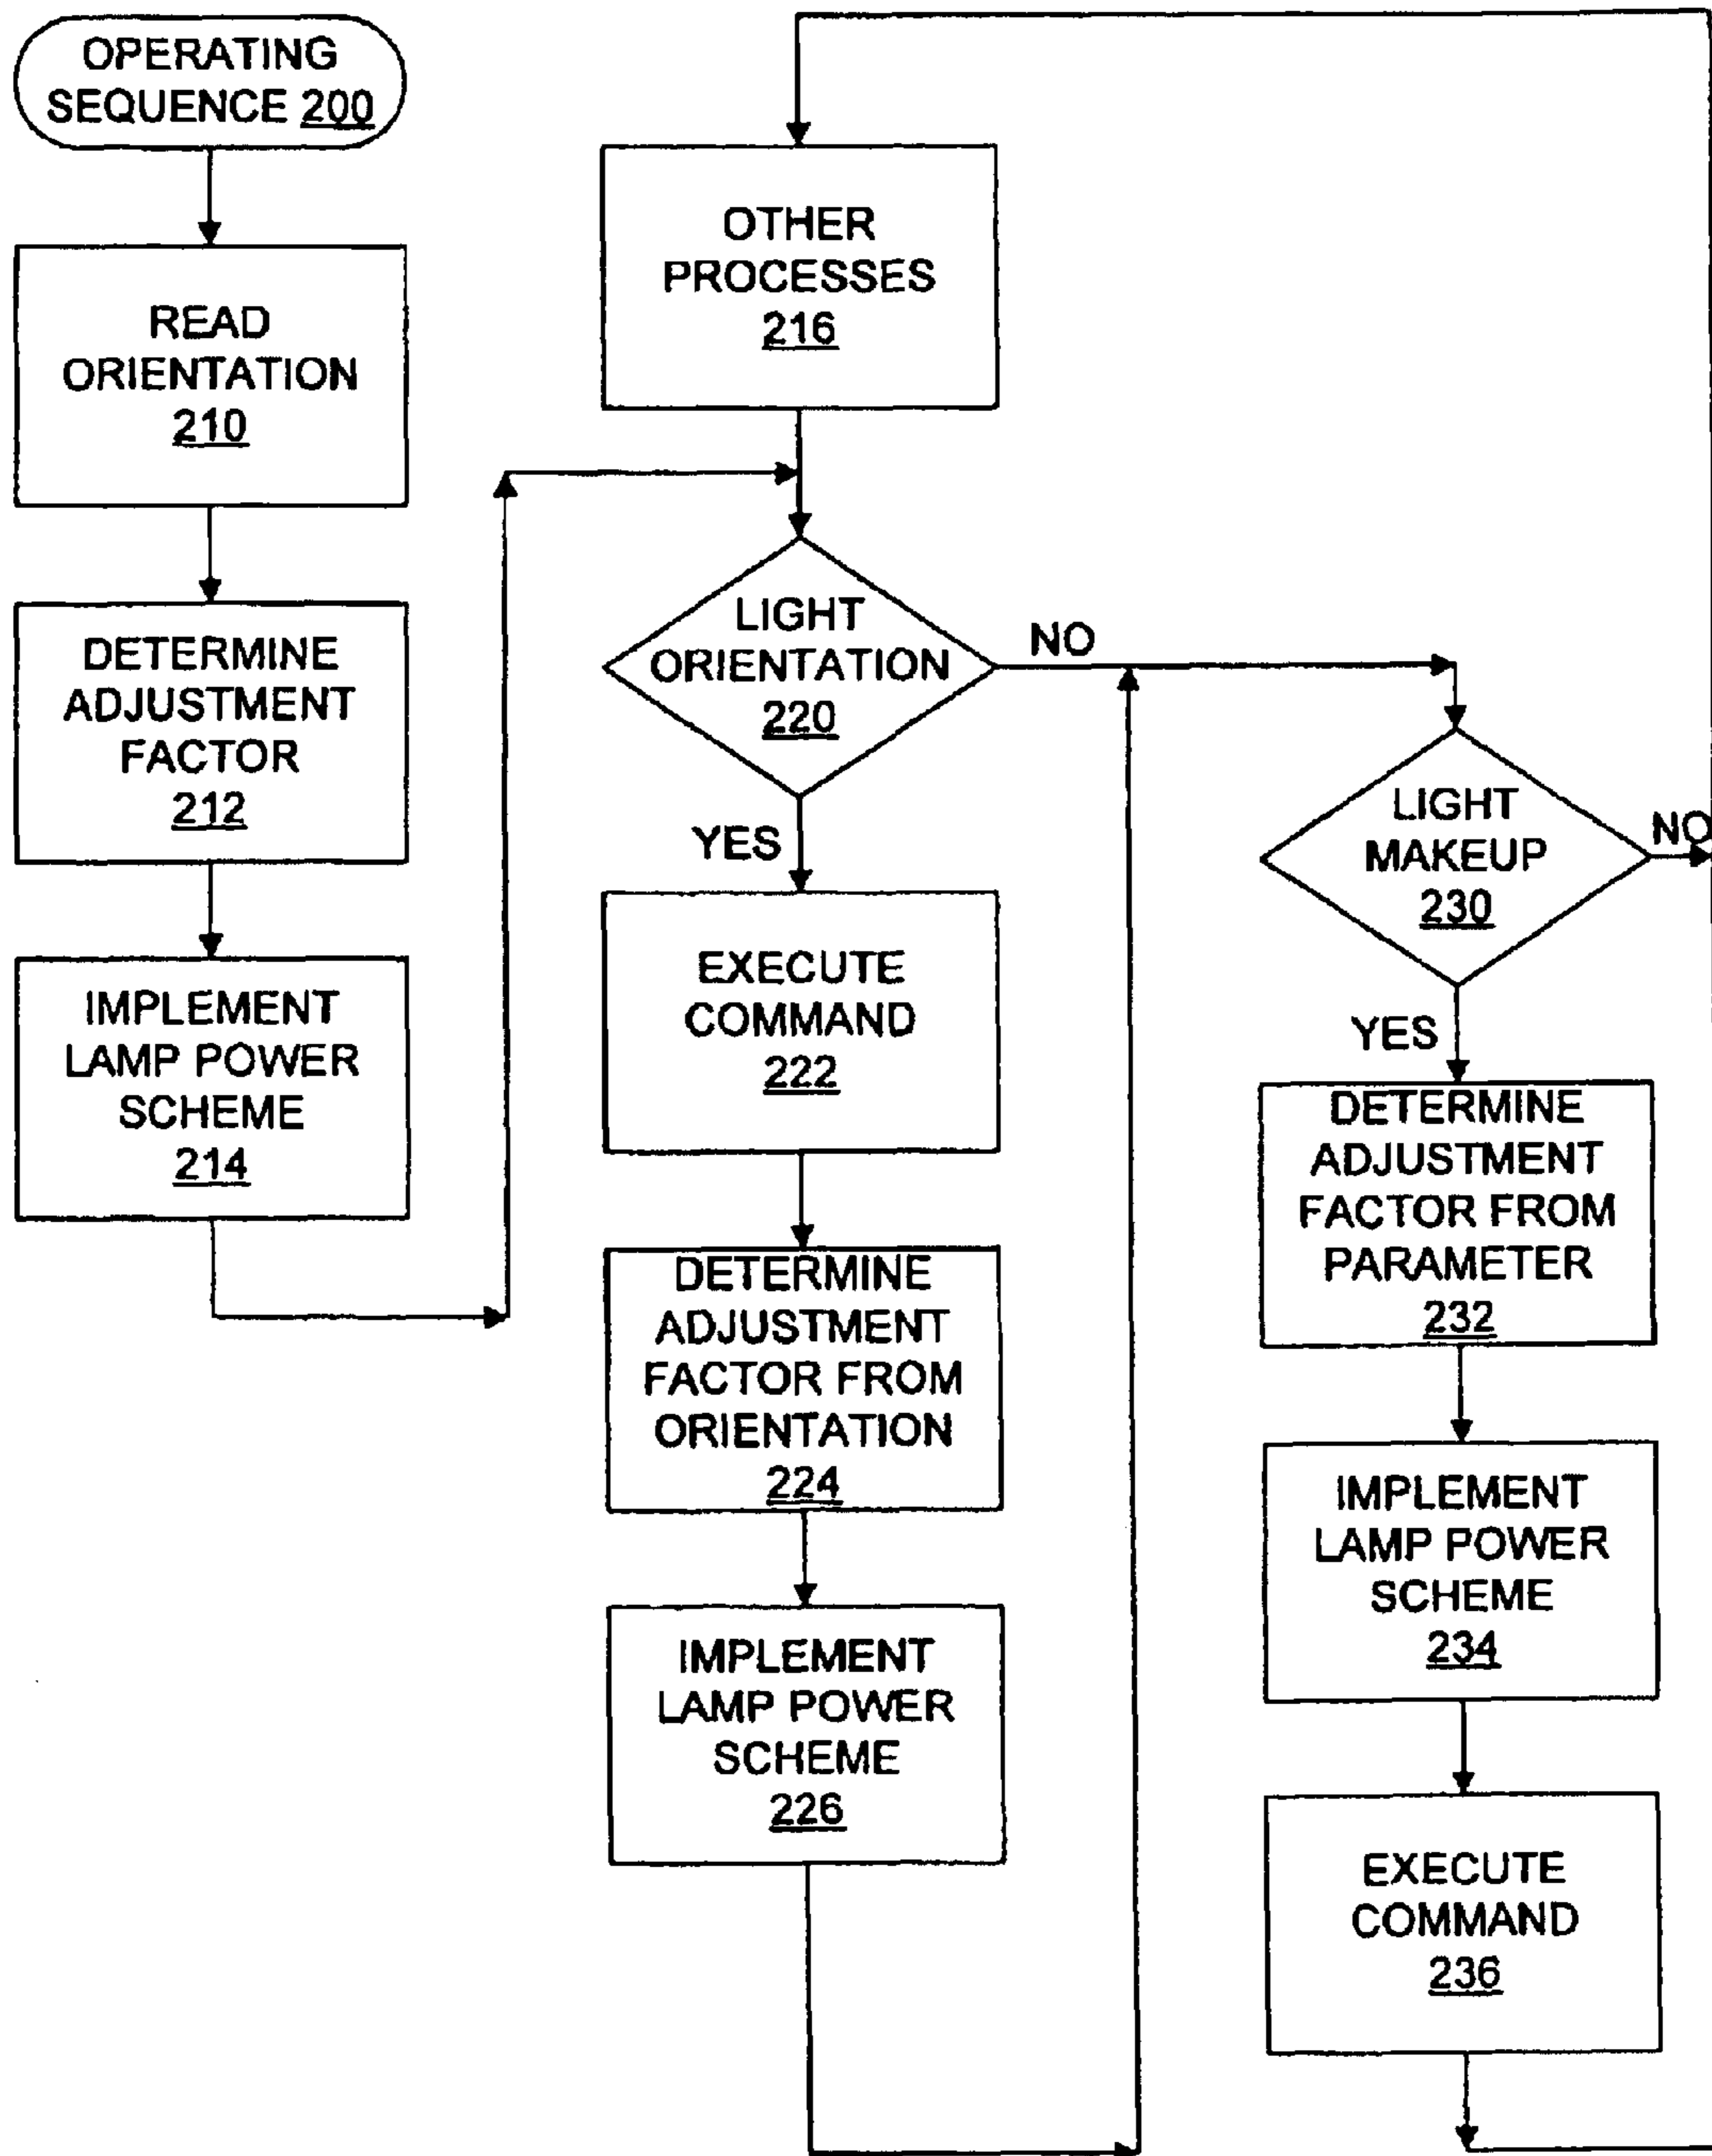 OPERATING
SEQUENCE 200
READ
ORIENTATION
210
DETERMINE
ADJUSTMENT
FACTOR
212
IMPLEMENT
LAMP POWER
SCHEME
214
OTHER
PROCESSES
216
LIGHT
ORIENTATION
220
NO
YES
EXECUTE
COMMAND
222
DETERMINE
ADJUSTMENT
FACTOR FROM
ORIENTATION
224
IMPLEMENT
LAMP POWER
SCHEME
226
LIGHT
MAKEUP
230
NO
YES
DETERMINE
ADJUSTMENT
FACTOR FROM
PARAMETER
232
IMPLEMENT
LAMP POWER
SCHEME
234
EXECUTE
COMMAND
236